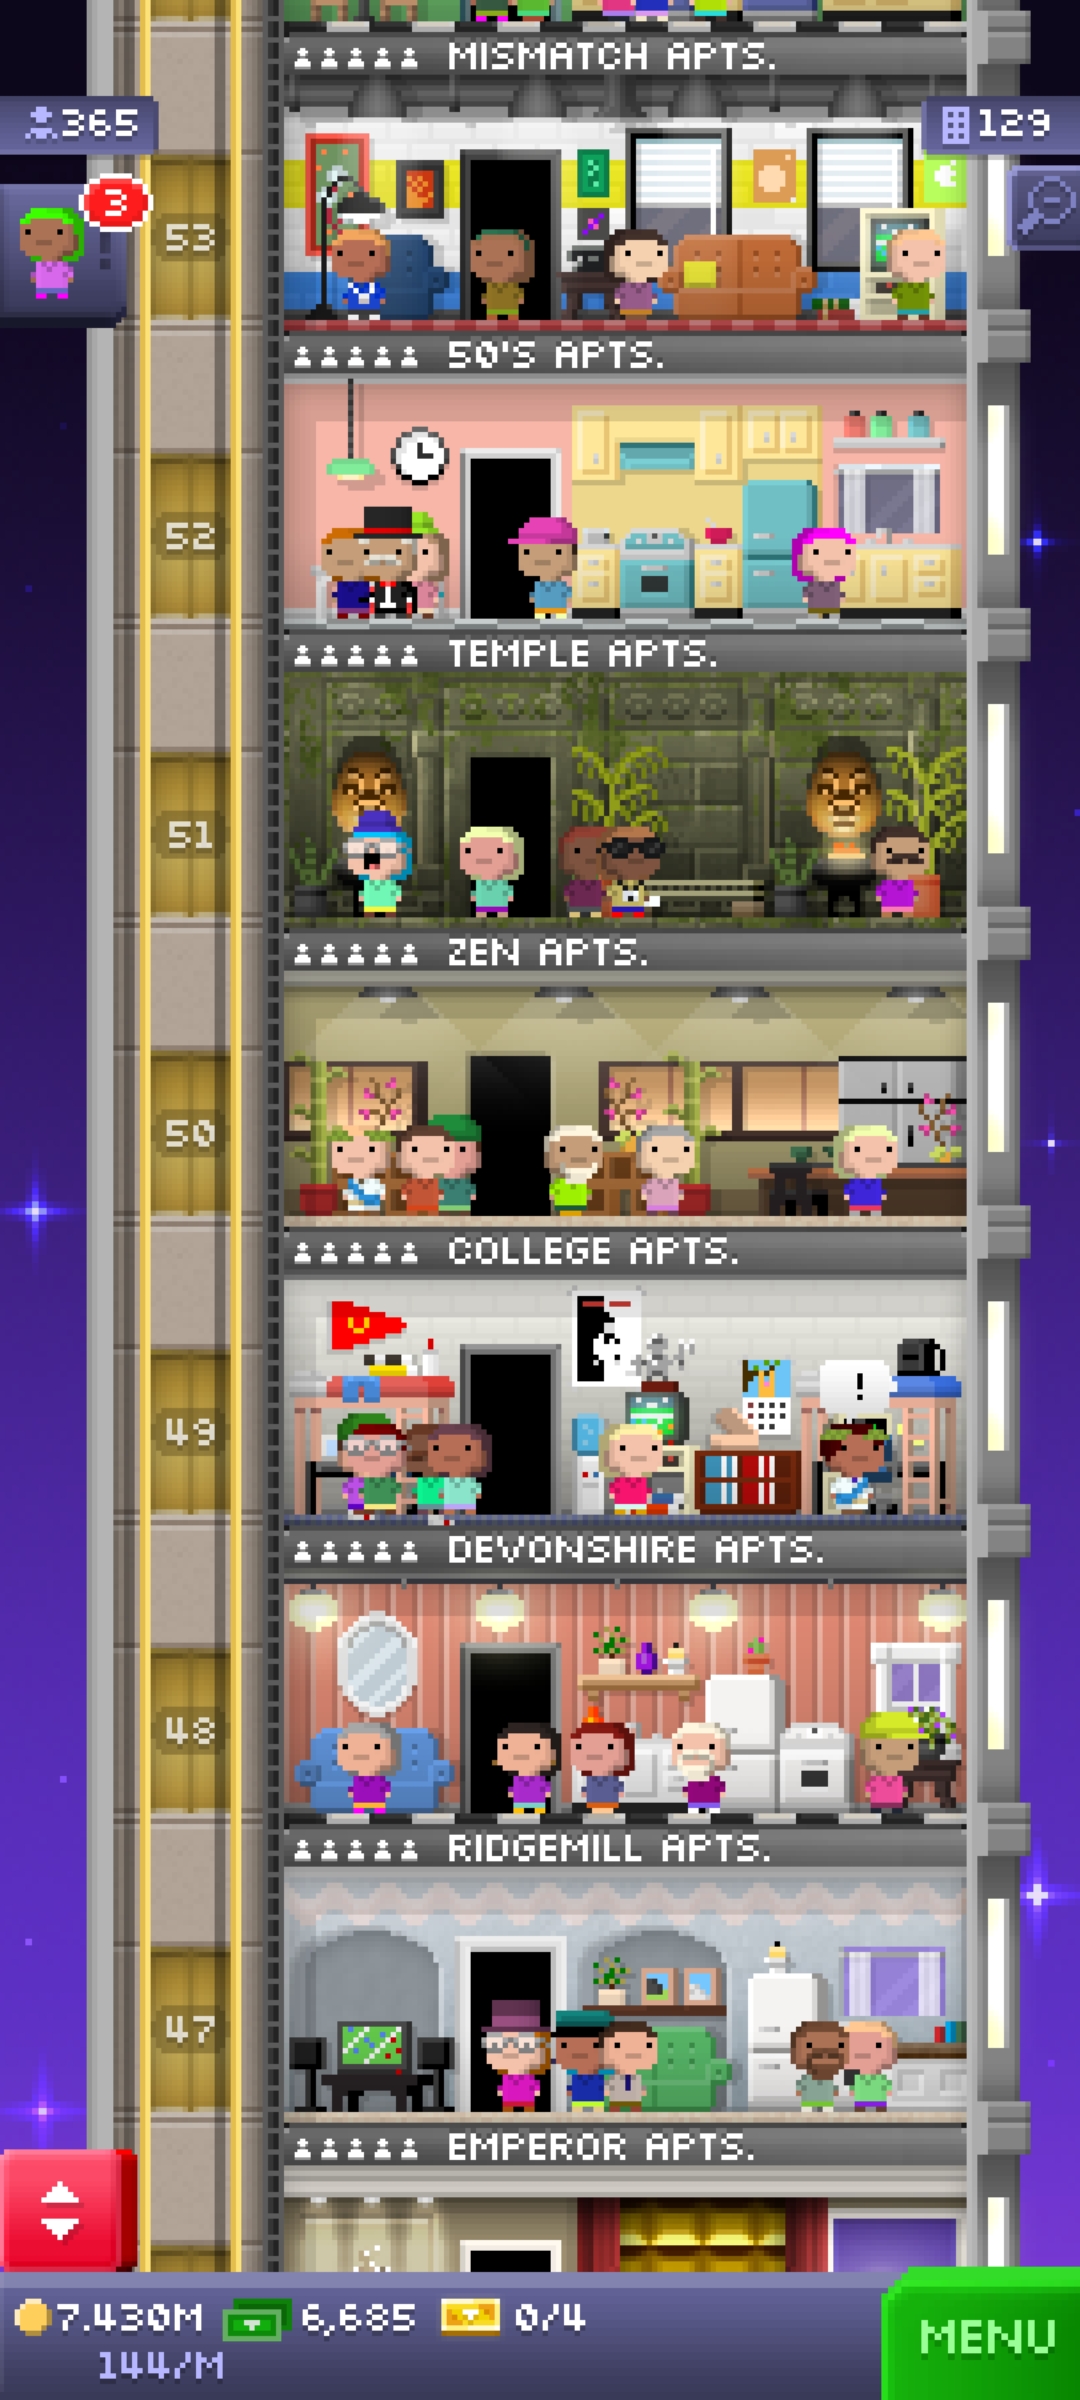 MISMATCH APTS.
365
129
3
53
50'S APTS.
52
TEMPLE APTS.
51
ZEN APTS.
50
COLLEGE APTS.
!
49
DEVONSHIRE APTS.
48
RIDGEMILL APTS.
47
EMPEROR APTS.
7.430M 6,685 0/4
144/M
MENU